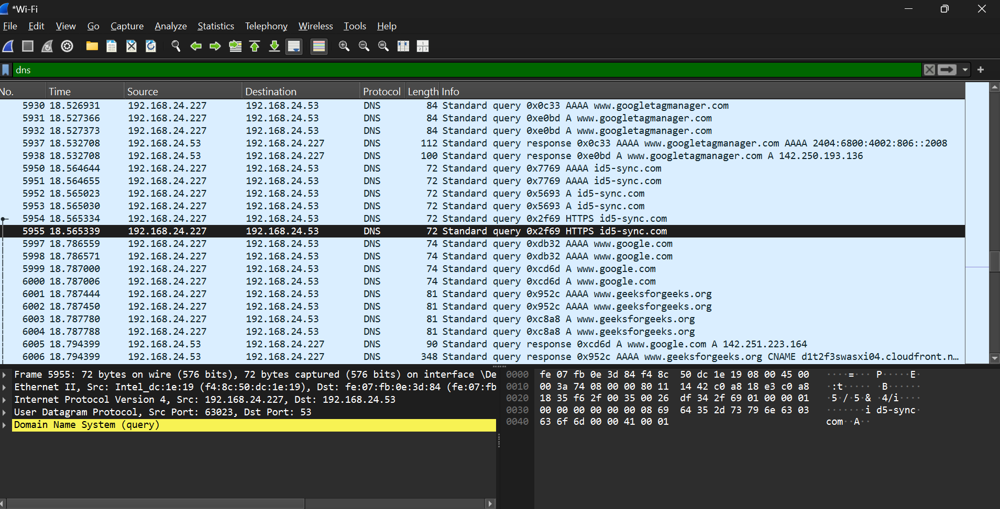 *Wi-Fi
File Edit View Go Capture Analyze Statistics Telephony Wireless Tools Help
dns
No. Time Source Destination Protocol Length Info
5930 18.526931 192.168.24.227 192.168.24.53 DNS 84 Standard query 0x0c33 AAAA www.googletagmanager.com
5931 18.527366 192.168.24.227 192.168.24.53 DNS 84 Standard query 0xe0bd A www.googletagmanager.com
5932 18.527373 192.168.24.227 192.168.24.53 DNS 84 Standard query 0xe0bd A www.googletagmanager.com
5937 18.532708 192.168.24.53 192.168.24.227 DNS 112 Standard query response 0x0c33 AAAA www.googletagmanager.com AAAA 2404:6800:4002:806::2008
5938 18.532708 192.168.24.53 192.168.24.227 DNS 100 Standard query response 0xe0bd A www.googletagmanager.com A 142.250.193.136
5950 18.564644 192.168.24.227 192.168.24.53 DNS 72 Standard query 0x7769 AAAA id5-sync.com
5951 18.564655 192.168.24.227 192.168.24.53 DNS 72 Standard query 0x7769 AAAA id5-sync.com
5952 18.565023 192.168.24.227 192.168.24.53 DNS 72 Standard query 0x5693 A id5-sync.com
5953 18.565030 192.168.24.227 192.168.24.53 DNS 72 Standard query 0x5693 A id5-sync.com
5954 18.565334 192.168.24.227 192.168.24.53 DNS 72 Standard query 0x2f69 HTTPS id5-sync.com
5955 18.565339 192.168.24.227 192.168.24.53 DNS 72 Standard query 0x2f69 HTTPS id5-sync.com
5997 18.786559 192.168.24.227 192.168.24.53 DNS 74 Standard query 0xdb32 AAAA www.google.com
5998 18.786571 192.168.24.227 192.168.24.53 DNS 74 Standard query 0xdb32 AAAA www.google.com
5999 18.787000 192.168.24.227 192.168.24.53 DNS 74 Standard query 0xcd6d A www.google.com
6000 18.787006 192.168.24.227 192.168.24.53 DNS 74 Standard query 0xcd6d A www.google.com
6001 18.787444 192.168.24.227 192.168.24.53 DNS 81 Standard query 0x952c AAAA www.geeksforgeeks.org
6002 18.787450 192.168.24.227 192.168.24.53 DNS 81 Standard query 0x952c AAAA www.geeksforgeeks.org
6003 18.787780 192.168.24.227 192.168.24.53 DNS 81 Standard query 0xc8a8 A www.geeksforgeeks.org
6004 18.787788 192.168.24.227 192.168.24.53 DNS 81 Standard query 0xc8a8 A www.geeksforgeeks.org
6005 18.794399 192.168.24.53 192.168.24.227 DNS 90 Standard query response 0xcd6d A www.google.com A 142.251.223.164
6006 18.794399 192.168.24.53 192.168.24.227 DNS 348 Standard query response 0x952c AAAA www.geeksforgeeks.org CNAME d1t2f3swasxi04.cloudfront.n…
Frame 5955: 72 bytes on wire (576 bits), 72 bytes captured (576 bits) on interface \De
Ethernet II, Src: Intel_dc:1e:19 (f4:8c:50:dc:1e:19), Dst: fe:07:fb:0e:3d:84 (fe:07:fb
Internet Protocol Version 4, Src: 192.168.24.227, Dst: 192.168.24.53
User Datagram Protocol, Src Port: 63023, Dst Port: 53
Domain Name System (query)
0000 fe 07 fb 0e 3d 84 f4 8c 50 dc 1e 19 08 00 45 00 ····=··· P·····E·
0010 00 3a 74 08 00 00 80 11 14 42 c0 a8 18 e3 c0 a8 ·:t····· ·B······
0020 18 35 f6 2f 00 35 00 26 df 34 2f 69 01 00 00 01 ·5·/·5·& ·4/i····
0030 00 00 00 00 00 00 08 69 64 35 2d 73 79 6e 63 03 ·······i d5-sync·
0040 63 6f 6d 00 00 41 00 01 com··A··